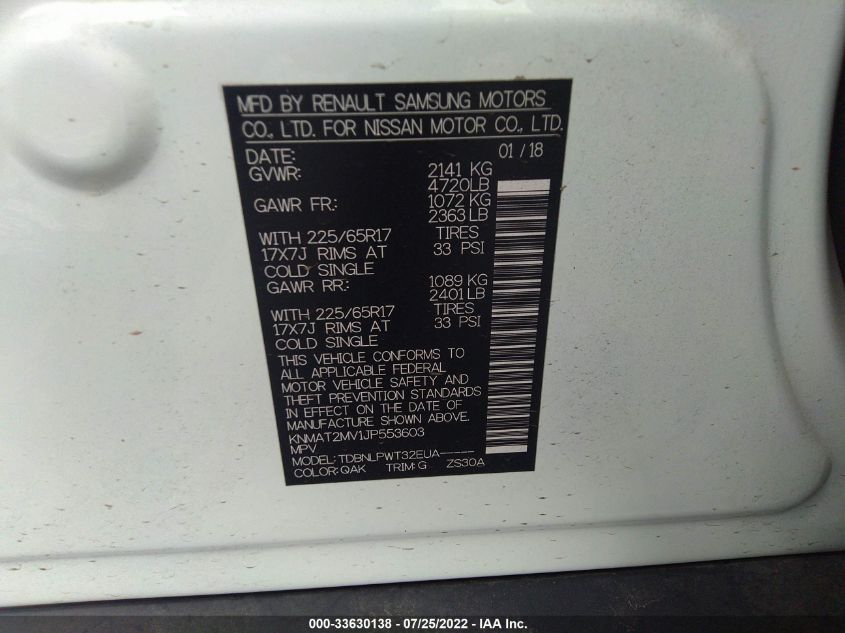 MFD BY RENAULT SAMSUNG MOTORS
CO., LTD. FOR NISSAN MOTOR CO., LTD.
DATE: 01 / 18
GVWR: 2141 KG
4720LB
GAWR FR: 1072 KG
2363 LB
WITH 225/65R17 TIRES
17X7J RIMS AT 33 PSI
COLD SINGLE
GAWR RR: 1089 KG
2401 LB
WITH 225/65R17 TIRES
17X7J RIMS AT 33 PSI
COLD SINGLE
THIS VEHICLE CONFORMS TO
ALL APPLICABLE FEDERAL
MOTOR VEHICLE SAFETY AND
THEFT PREVENTION STANDARDS
IN EFFECT ON THE DATE OF
MANUFACTURE SHOWN ABOVE.
KNMAT2MV1JP553603
MPV
MODEL: TDBNLPWT32EUA-----
COLOR: QAK TRIM: G ZS30A
000-33630138 - 07/25/2022 - IAA Inc.